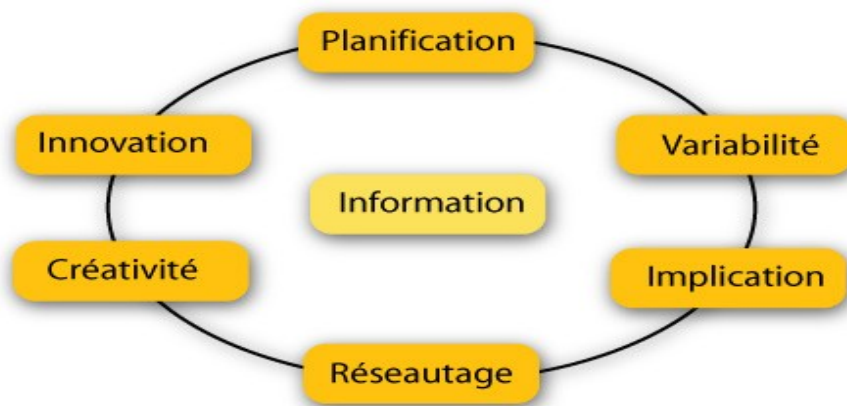 Planification
Innovation
Variabilité
Information
Créativité
Implication
Réseautage